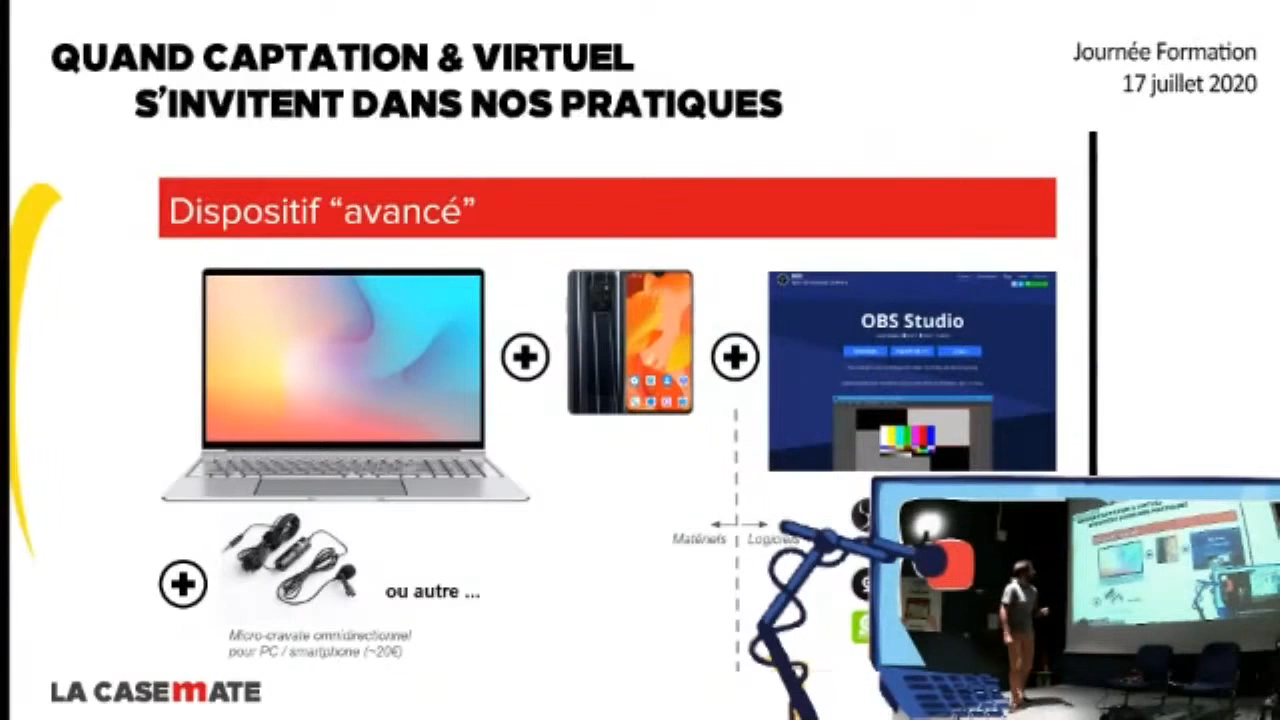 QUAND CAPTATION & VIRTUEL
S'INVITENT DANS NOS PRATIQUES
Journée Formation
17 juillet 2020
Dispositif “avancé”
OBS Studio
Matériels
Logiciels
ou autre ...
Micro-cravate omnidirectionnel
pour PC / smartphone (~20€)
LA CASEMATE